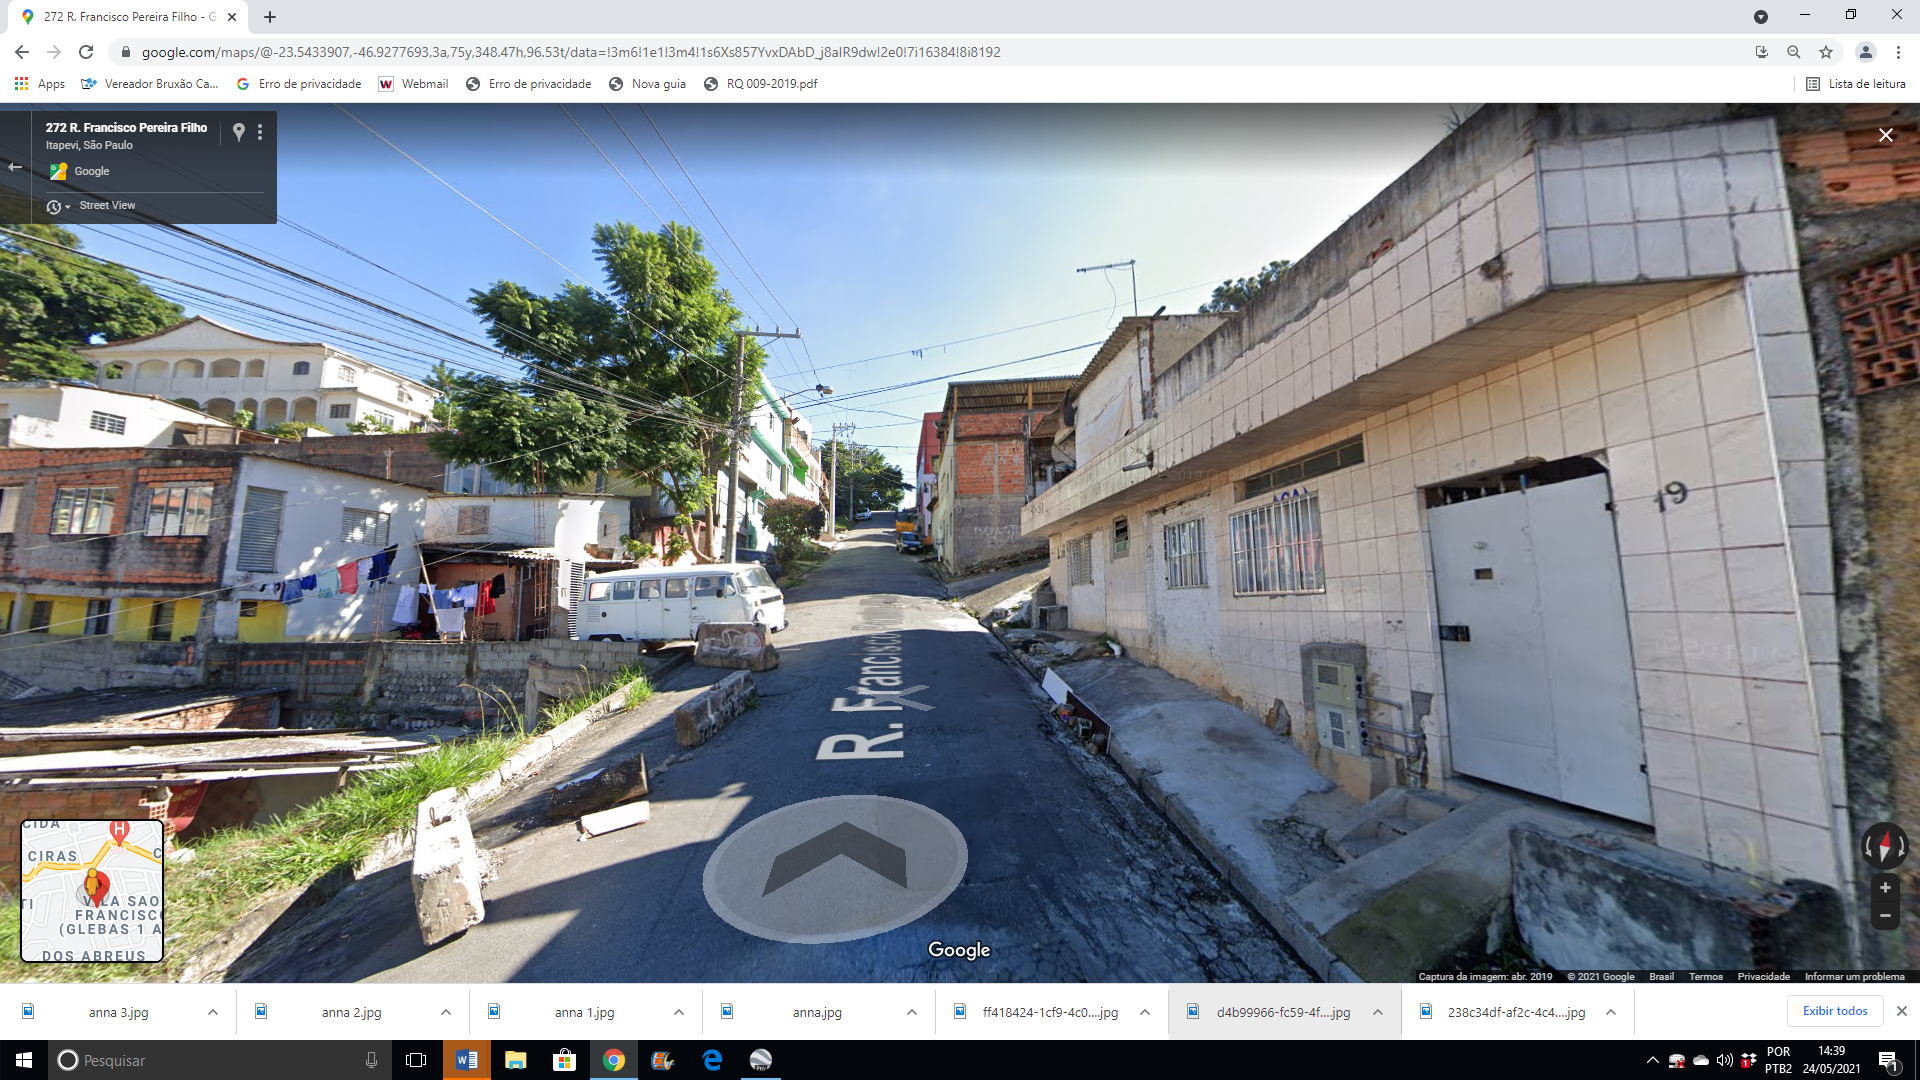 272 R. Francisco Pereira Filho - G
google.com/maps/@-23.5433907,-46.9277693,3a,75y,348.47h,96.53t/data=!3m6!1e1!3m4!1s6Xs857YvxDAbD_j8alR9dw!2e0!7i16384!8i8192
Apps
Vereador Bruxão Ca...
Erro de privacidade
Webmail
Erro de privacidade
Nova guia
RQ 009-2019.pdf
Lista de leitura
272 R. Francisco Pereira Filho
Itapevi, São Paulo
Google
Street View
19
R. Francisco
CIDA
H
CIRAS
C
TI
VILA SAO
FRANCISCO
(GLEBAS 1 A
DOS ABREUS
Google
Captura da imagem: abr. 2019
© 2021 Google
Brasil
Termos
Privacidade
Informar um problema
anna 3.jpg
anna 2.jpg
anna 1.jpg
anna.jpg
ff418424-1cf9-4c0....jpg
d4b99966-fc59-4f....jpg
238c34df-af2c-4c4....jpg
Exibir todos
Pesquisar
POR
PTB2
14:39
24/05/2021
1